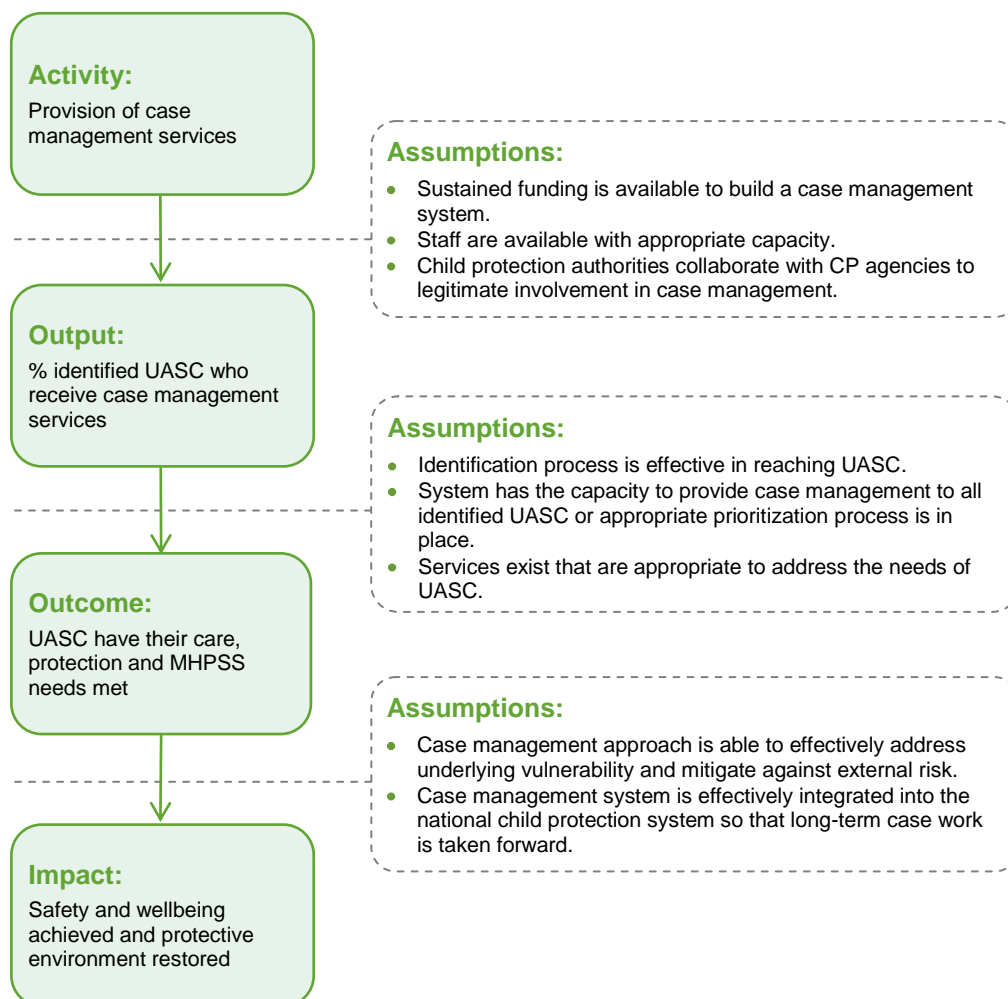 Activity:
Provision of case
management services
Assumptions:
• Sustained funding is available to build a case management
system.
• Staff are available with appropriate capacity.
• Child protection authorities collaborate with CP agencies to
legitimate involvement in case management.
Output:
% identified UASC who
receive case management
services
Assumptions:
• Identification process is effective in reaching UASC.
• System has the capacity to provide case management to all
identified UASC or appropriate prioritization process is in
place.
• Services exist that are appropriate to address the needs of
UASC.
Outcome:
UASC have their care,
protection and MHPSS
needs met
Assumptions:
• Case management approach is able to effectively address
underlying vulnerability and mitigate against external risk.
• Case management system is effectively integrated into the
national child protection system so that long-term case work
is taken forward.
Impact:
Safety and wellbeing
achieved and protective
environment restored